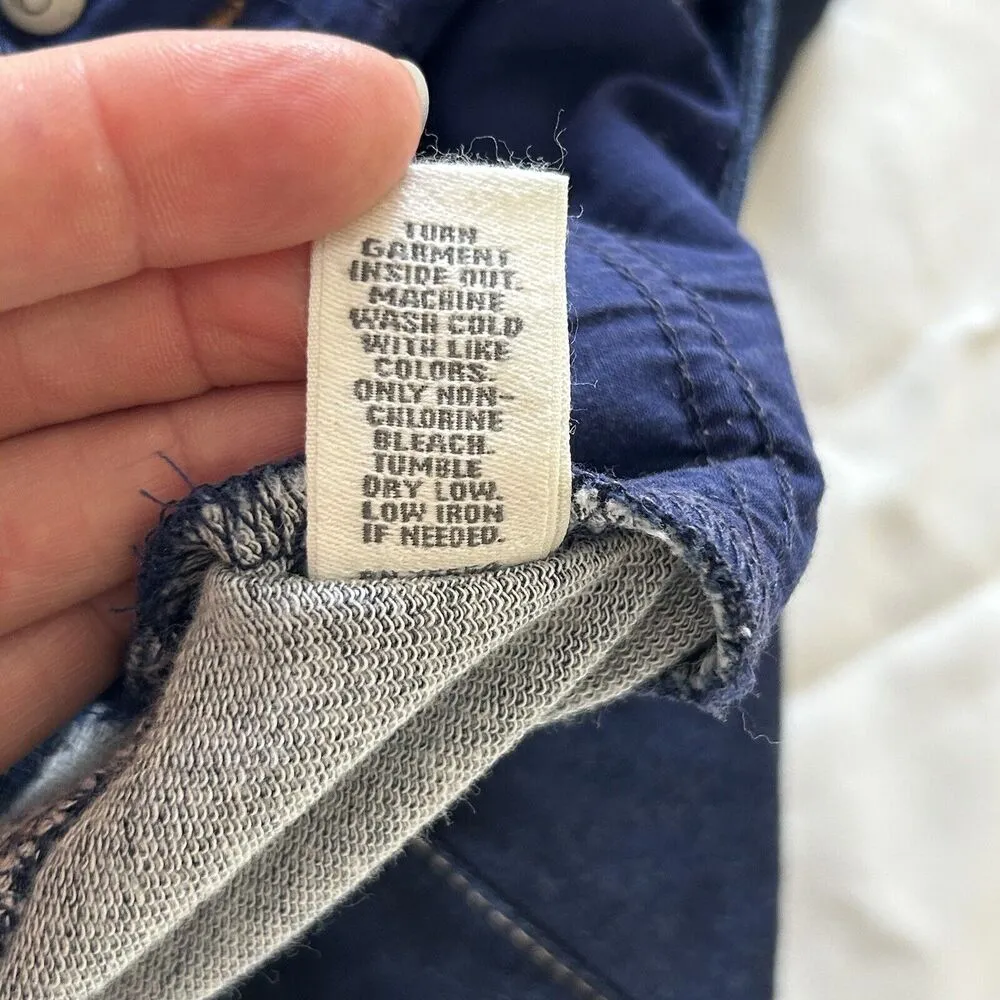 TURN
GARMENT
INSIDE OUT.
MACHINE
WASH COLD
WITH LIKE
COLORS.
ONLY NON-
CHLORINE
BLEACH.
TUMBLE
DRY LOW.
LOW IRON
IF NEEDED.